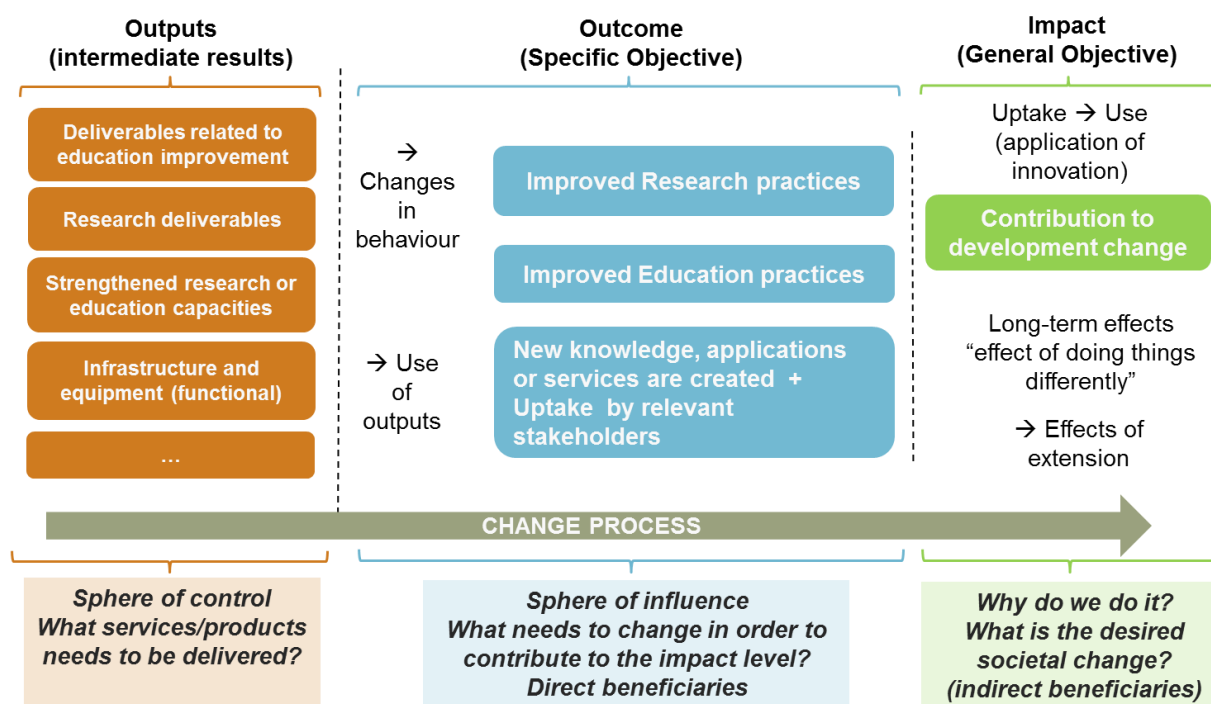 Outputs
(intermediate results)
Deliverables related to
education improvement
Research deliverables
Strengthened research or
education capacities
Infrastructure and
equipment (functional)
...
Outcome
(Specific Objective)
→
Changes
in
behaviour
→ Use
of
outputs
Improved Research practices
Improved Education practices
New knowledge, applications
or services are created +
Uptake by relevant
stakeholders
Impact
(General Objective)
Uptake → Use
(application of
innovation)
Contribution to
development change
Long-term effects
“effect of doing things
differently”
→ Effects of
extension
CHANGE PROCESS
Sphere of control
What services/products
needs to be delivered?
Sphere of influence
What needs to change in order to
contribute to the impact level?
Direct beneficiaries
Why do we do it?
What is the desired
societal change?
(indirect beneficiaries)